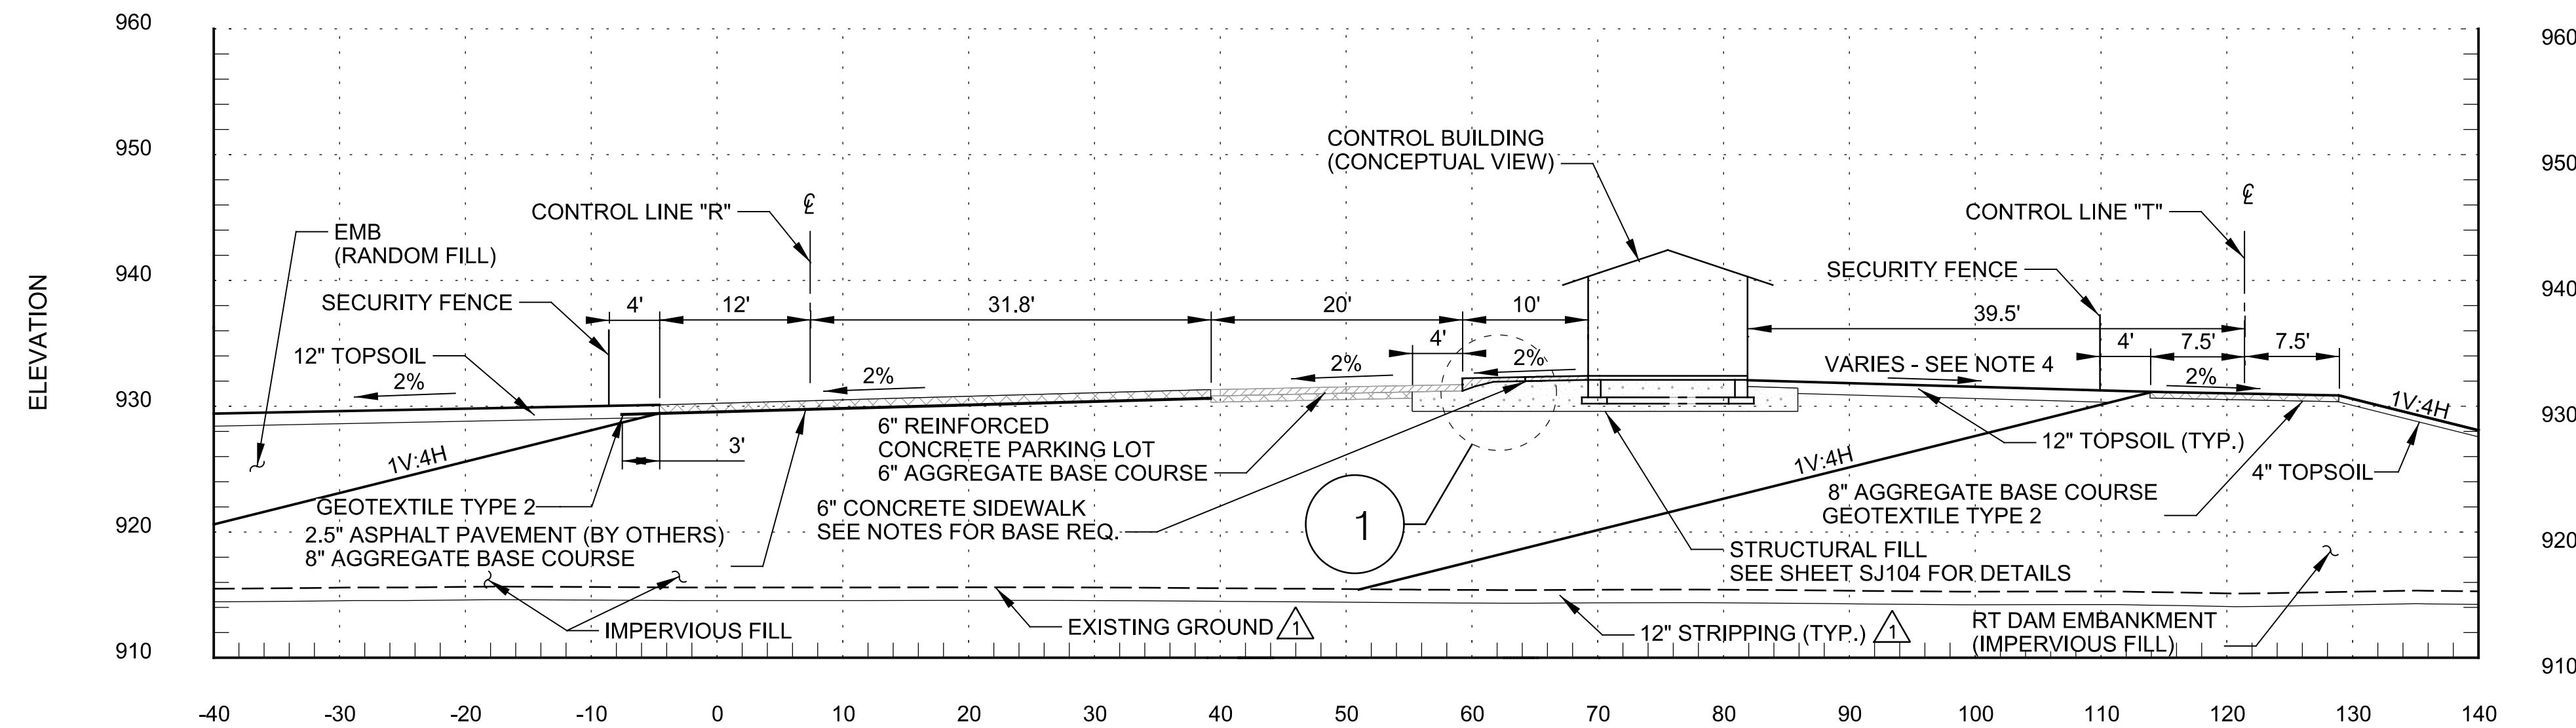 960
960
950
950
940
940
930
930
920
920
910
910
ELEVATION
CONTROL BUILDING
(CONCEPTUAL VIEW)
CONTROL LINE "R"
℄
CONTROL LINE "T"
℄
EMB
(RANDOM FILL)
SECURITY FENCE
SECURITY FENCE
4'
12'
31.8'
20'
10'
39.5'
4'
4'
7.5'
7.5'
12" TOPSOIL
2%
2%
2%
2%
VARIES - SEE NOTE 4
2%
1V:4H
1V:4H
1V:4H
3'
6" REINFORCED
CONCRETE PARKING LOT
6" AGGREGATE BASE COURSE
12" TOPSOIL (TYP.)
4" TOPSOIL
GEOTEXTILE TYPE 2
2.5" ASPHALT PAVEMENT (BY OTHERS)
8" AGGREGATE BASE COURSE
6" CONCRETE SIDEWALK
SEE NOTES FOR BASE REQ.
1
8" AGGREGATE BASE COURSE
GEOTEXTILE TYPE 2
STRUCTURAL FILL
SEE SHEET SJ104 FOR DETAILS
IMPERVIOUS FILL
EXISTING GROUND 1
12" STRIPPING (TYP.) 1
RT DAM EMBANKMENT
(IMPERVIOUS FILL)
-40 -30 -20 -10 0 10 20 30 40 50 60 70 80 90 100 110 120 130 140